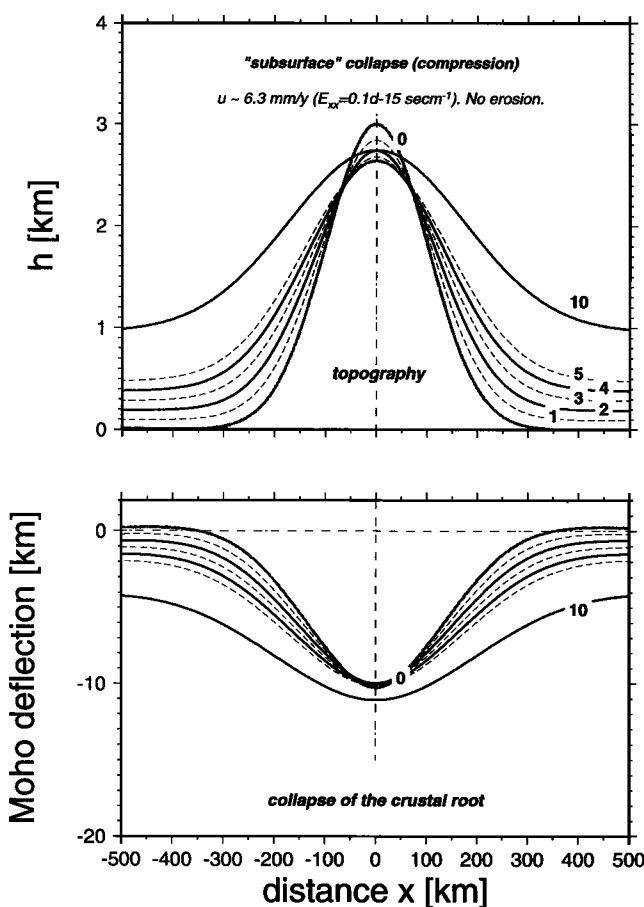 4
"subsurface" collapse (compression)
u ~ 6.3 mm/y (Exx=0.1d-15 secm-1). No erosion.
3
0
h [km]
2
10
1
5
4
topography
3
1
2
0
0
Moho deflection [km]
10
0
-10
collapse of the crustal root
-20
-500 -400 -300 -200 -100 0 100 200 300 400 500
distance x [km]